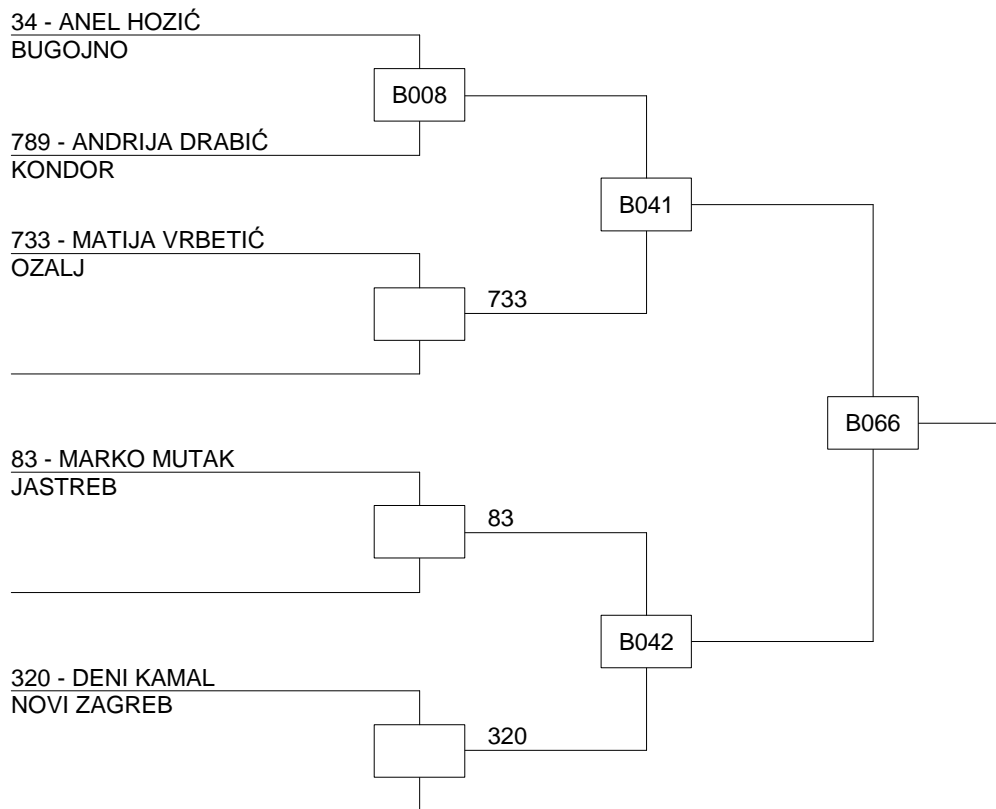 34 - ANEL HOZIĆ
BUGOJNO
B008
789 - ANDRIJA DRABIĆ
KONDOR
B041
733 - MATIJA VRBETIĆ
OZALJ
733
B066
83 - MARKO MUTAK
JASTREB
83
B042
320 - DENI KAMAL
NOVI ZAGREB
320